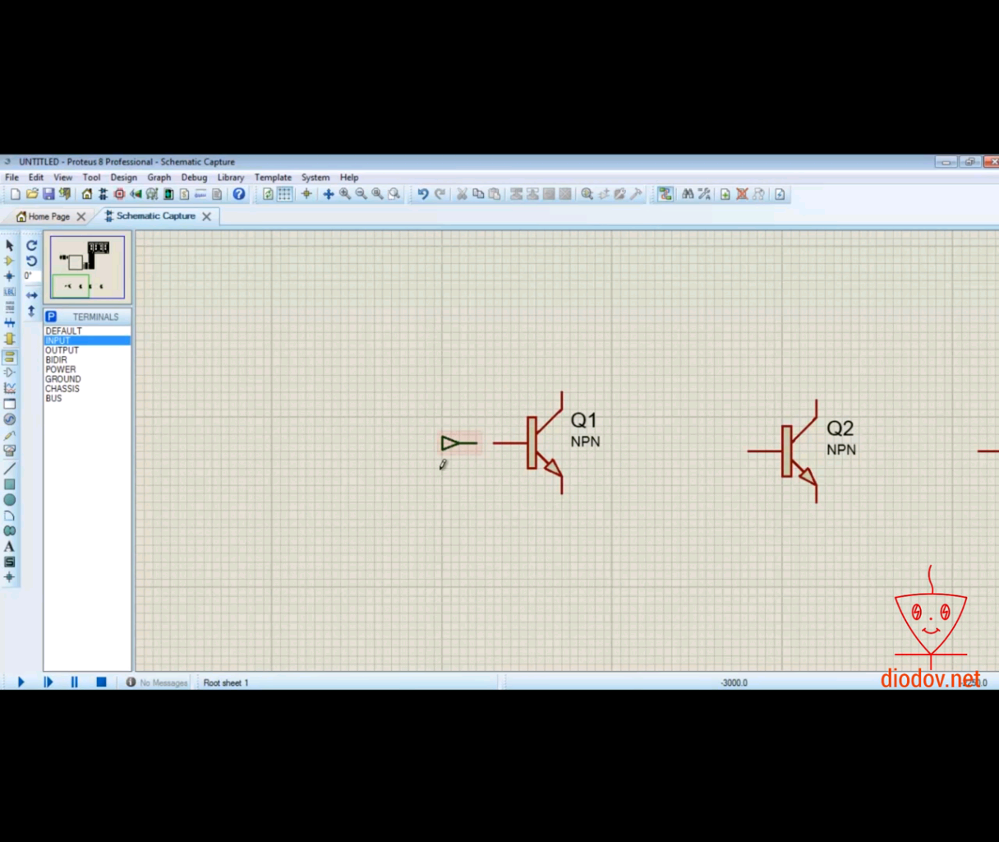 UNTITLED - Proteus 8 Professional - Schematic Capture
File Edit View Tool Design Graph Debug Library Template System Help
Home Page Schematic Capture
0°
LBL
P TERMINALS
DEFAULT
INPUT
OUTPUT
BIDIR
POWER
GROUND
CHASSIS
BUS
A
S
Q1
NPN
Q2
NPN
diodov.net
No Messages Root sheet 1 -3000.0